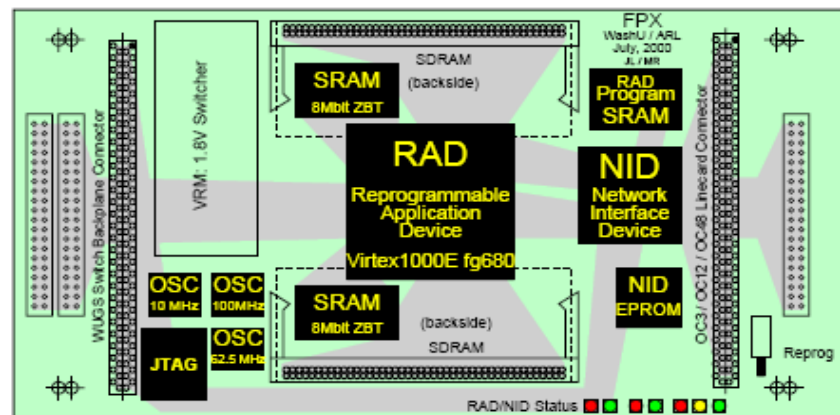 FPX
WashU / ARL
July, 2000
JL / MR
SDRAM
(backside)
SRAM
8Mbit ZBT
RAD
Program
SRAM
WUGS Switch Backplane Connector
VRM: 1.8V Switcher
RAD
Reprogrammable
Application
Device
Virtex1000E fg680
NID
Network
Interface
Device
OC3 / OC12 / OC48 Linecard Connector
OSC
10 MHz
OSC
100MHz
SRAM
8Mbit ZBT
NID
EPROM
OSC
62.5 MHz
JTAG
(backside)
SDRAM
Reprog
RAD/NID Status